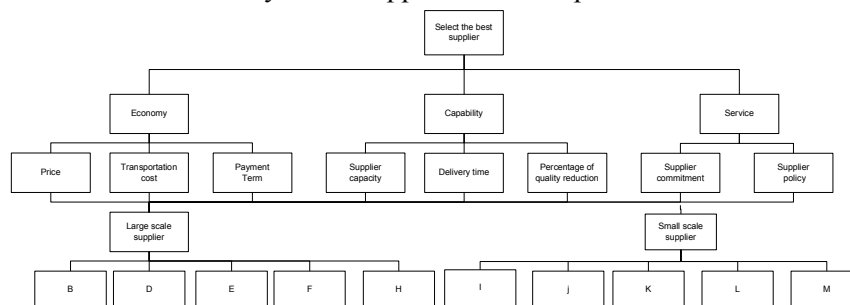 Select the best
supplier
Economy
Capability
Service
Price
Transportation
cost
Payment
Term
Supplier
capacity
Delivery time
Percentage of
quality reduction
Supplier
commitment
Supplier
policy
Large scale
supplier
Small scale
supplier
B
D
E
F
H
I
j
K
L
M